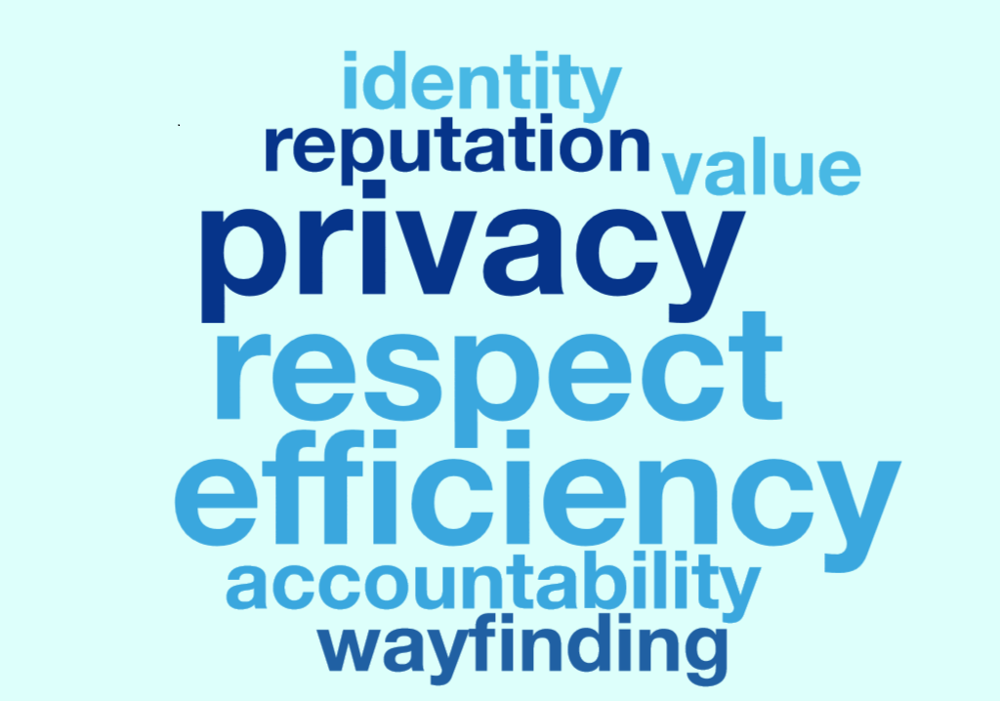 identity
reputation
value
privacy
respect
efficiency
accountability
wayfinding